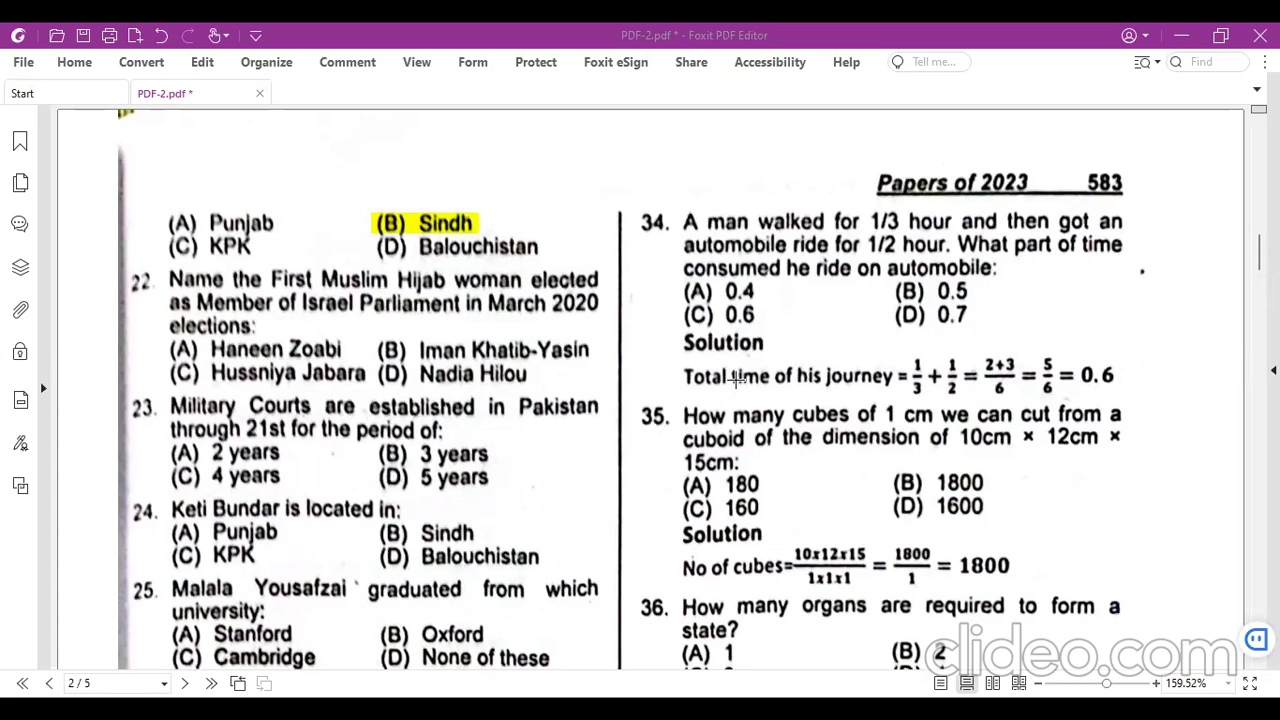 PDF-2.pdf * - Foxit PDF Editor
File Home Convert Edit Organize Comment View Form Protect Foxit eSign Share Accessibility Help Tell me... Find
Start PDF-2.pdf *
Papers of 2023 583
(A) Punjab (B) Sindh
(C) KPK (D) Balouchistan
22. Name the First Muslim Hijab woman elected
as Member of Israel Parliament in March 2020
elections:
(A) Haneen Zoabi (B) Iman Khatib-Yasin
(C) Hussniya Jabara (D) Nadia Hilou
23. Military Courts are established in Pakistan
through 21st for the period of:
(A) 2 years (B) 3 years
(C) 4 years (D) 5 years
24. Keti Bundar is located in:
(A) Punjab (B) Sindh
(C) KPK (D) Balouchistan
25. Malala Yousafzai graduated from which
university:
(A) Stanford (B) Oxford
(C) Cambridge (D) None of these
34. A man walked for 1/3 hour and then got an
automobile ride for 1/2 hour. What part of time
consumed he ride on automobile:
(A) 0.4 (B) 0.5
(C) 0.6 (D) 0.7
Solution
Total time of his journey = 1/3 + 1/2 = 2+3/6 = 5/6 = 0.6
35. How many cubes of 1 cm we can cut from a
cuboid of the dimension of 10cm × 12cm ×
15cm:
(A) 180 (B) 1800
(C) 160 (D) 1600
Solution
No of cubes= 10x12x15/1x1x1 = 1800/1 = 1800
36. How many organs are required to form a
state?
(A) 1 (B) 2
clideo.com
2 / 5 159.52%